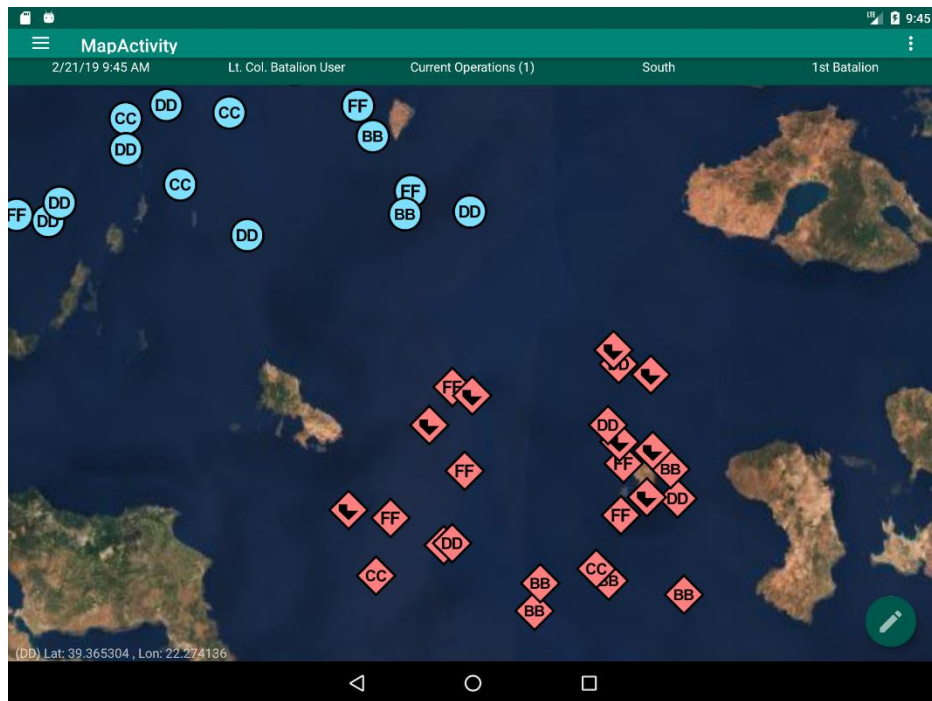 LTE 9:45
MapActivity
2/21/19 9:45 AM Lt. Col. Batalion User Current Operations (1) South 1st Batalion
DD FF
CC CC
BB
DD
CC
FF
DD
FF DD BB DD
DD
DD
FF
DD
FF
FF BB
DD
FF FF
DD
CC CC
BB BB
BB
BB
(DD) Lat: 39.365304 , Lon: 22.274136